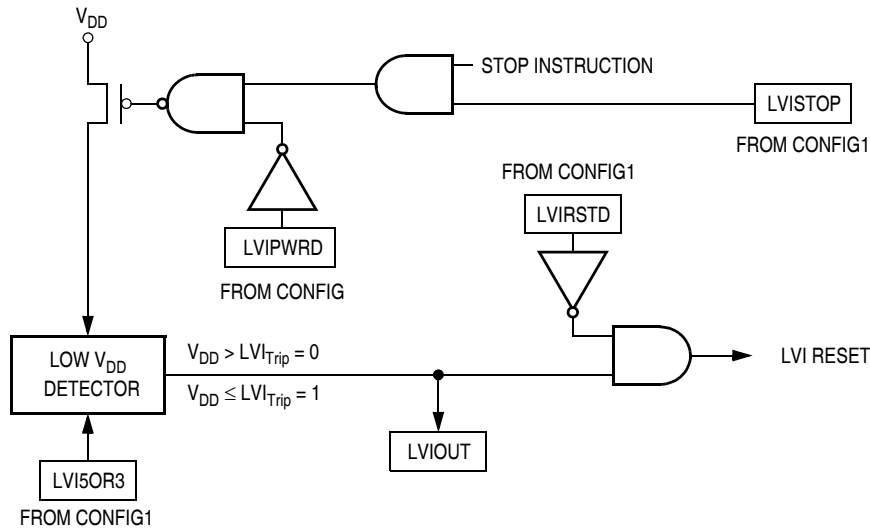 VDD
STOP INSTRUCTION
LVISTOP
FROM CONFIG1
FROM CONFIG1
LVIRSTD
LVIPWRD
FROM CONFIG
LOW VDD
DETECTOR
VDD > LVITrip = 0
VDD ≤ LVITrip = 1
LVI RESET
LVIOUT
LVI5OR3
FROM CONFIG1